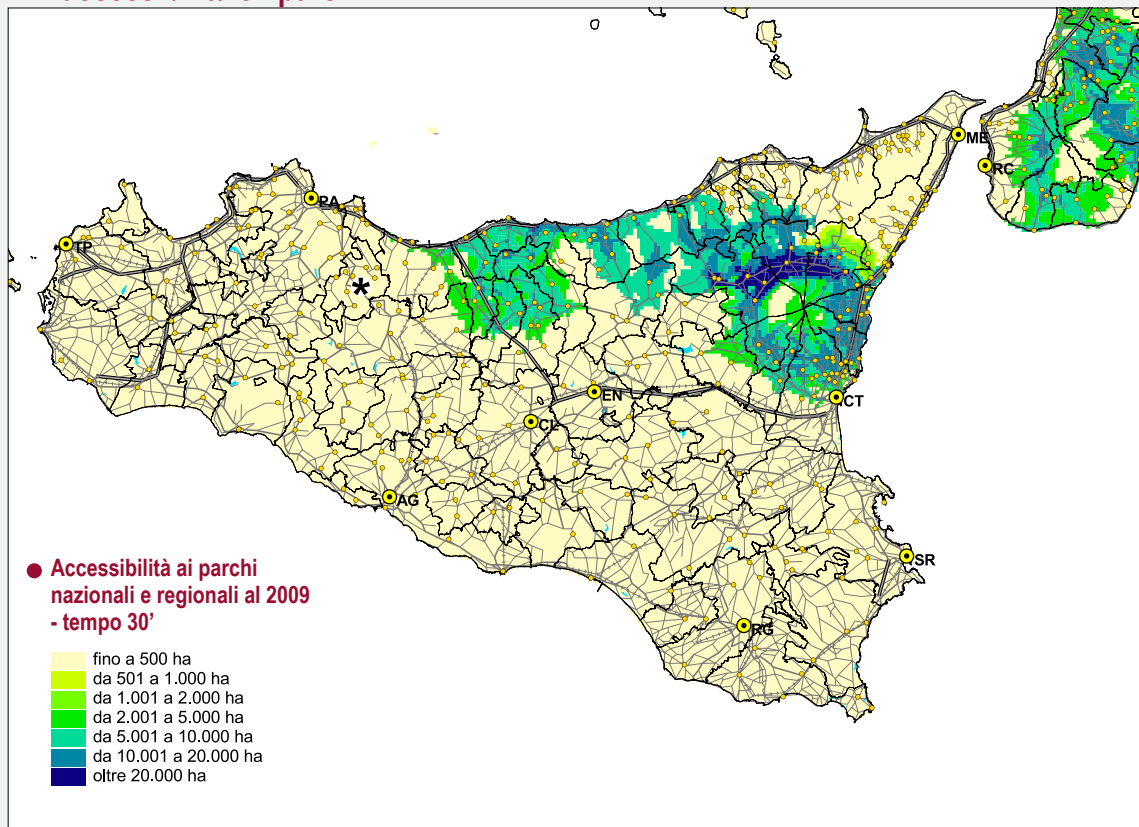 ME
RC
PA
TP
EN
CL
CT
AG
SR
RG
*
Accessibilità ai parchi
nazionali e regionali al 2009
- tempo 30’
fino a 500 ha
da 501 a 1.000 ha
da 1.001 a 2.000 ha
da 2.001 a 5.000 ha
da 5.001 a 10.000 ha
da 10.001 a 20.000 ha
oltre 20.000 ha